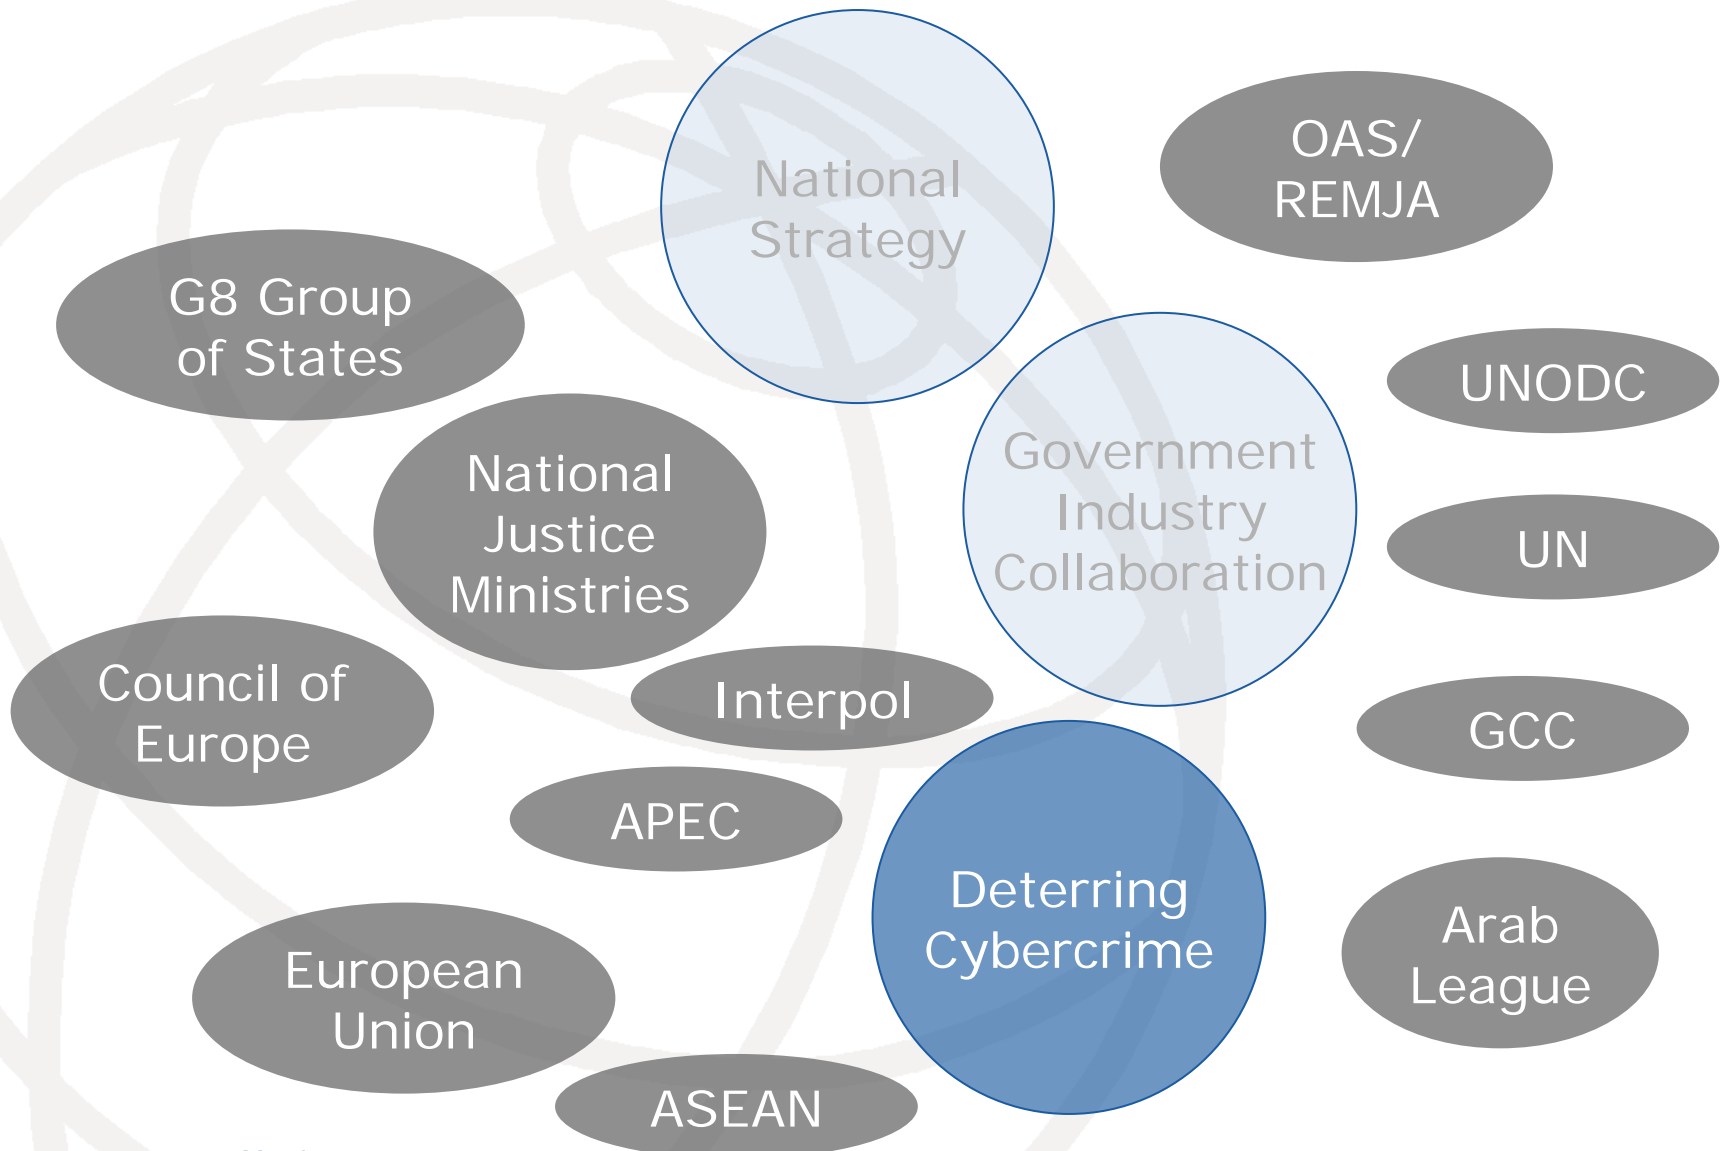 National
Strategy
OAS/
REMJA
G8 Group
of States
UNODC
Government
Industry
Collaboration
National
Justice
Ministries
UN
Council of
Europe
Interpol
GCC
APEC
Deterring
Cybercrime
Arab
League
European
Union
ASEAN